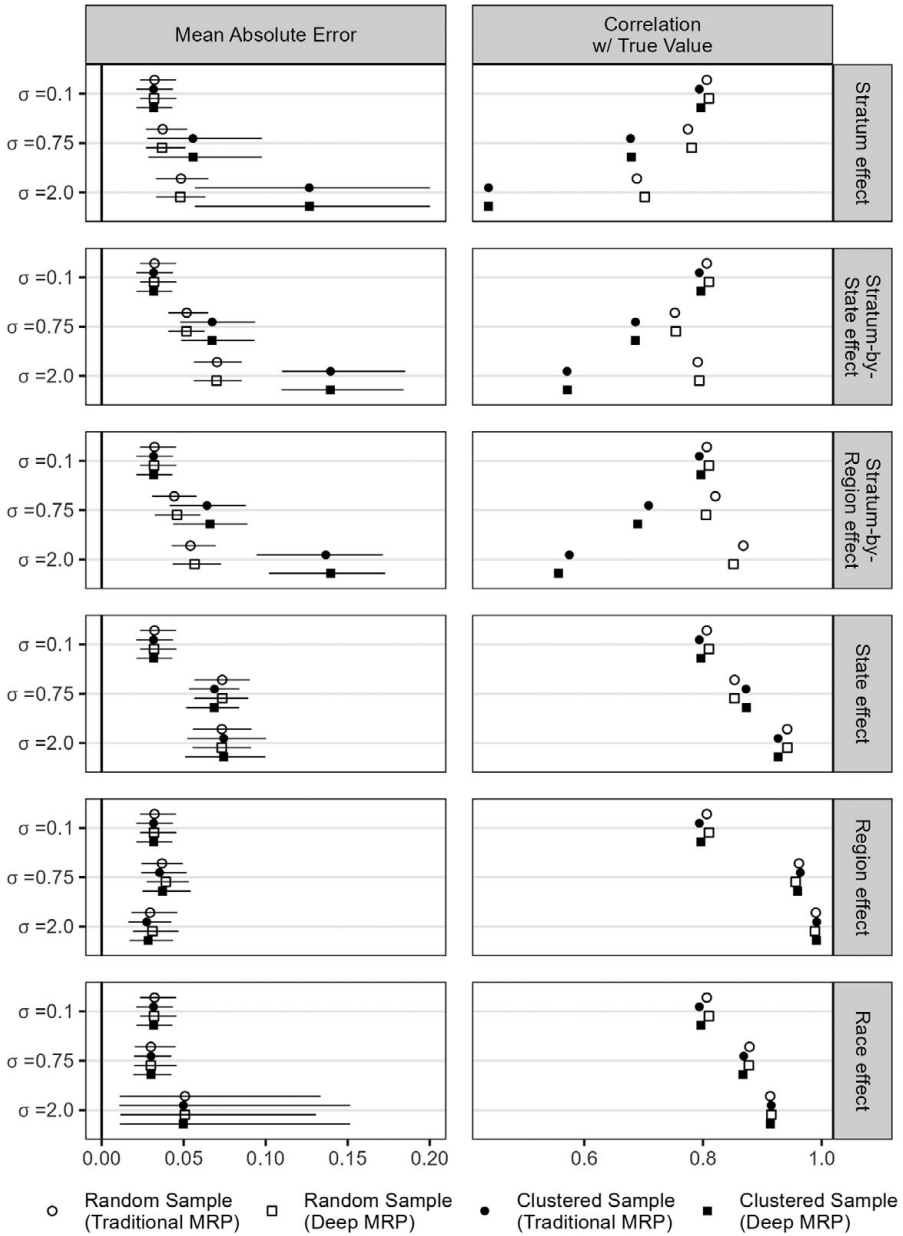 Mean Absolute Error
Correlation
w/ True Value
σ =0.1
σ =0.75
σ =2.0
Stratum effect
σ =0.1
σ =0.75
σ =2.0
Stratum-by-
State effect
σ =0.1
σ =0.75
σ =2.0
Stratum-by-
Region effect
σ =0.1
σ =0.75
σ =2.0
State effect
σ =0.1
σ =0.75
σ =2.0
Region effect
σ =0.1
σ =0.75
σ =2.0
Race effect
0.00 0.05 0.10 0.15 0.20 0.6 0.8 1.0
Random Sample
(Traditional MRP)
Random Sample
(Deep MRP)
Clustered Sample
(Traditional MRP)
Clustered Sample
(Deep MRP)